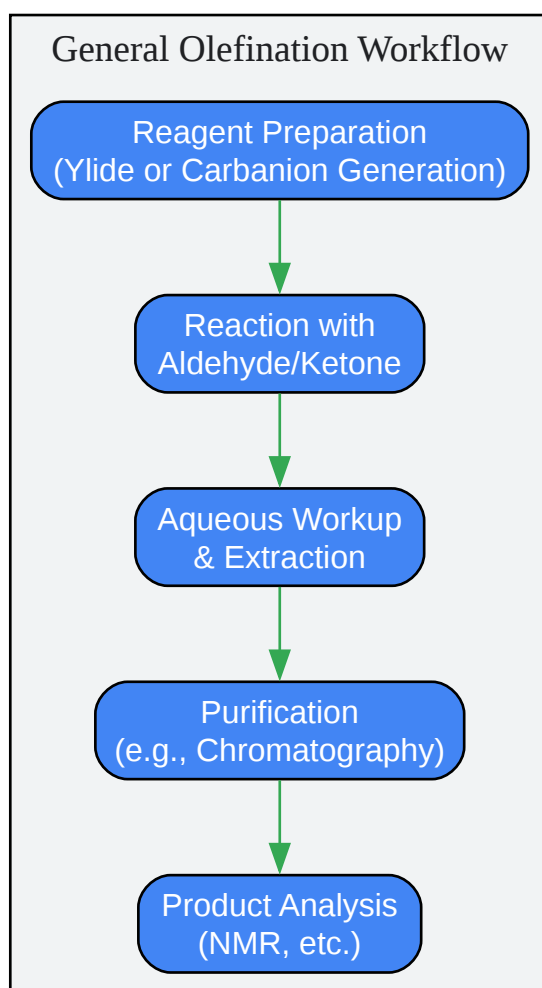 General Olefination Workflow
Reagent Preparation
(Ylide or Carbanion Generation)
Reaction with
Aldehyde/Ketone
Aqueous Workup
& Extraction
Purification
(e.g., Chromatography)
Product Analysis
(NMR, etc.)